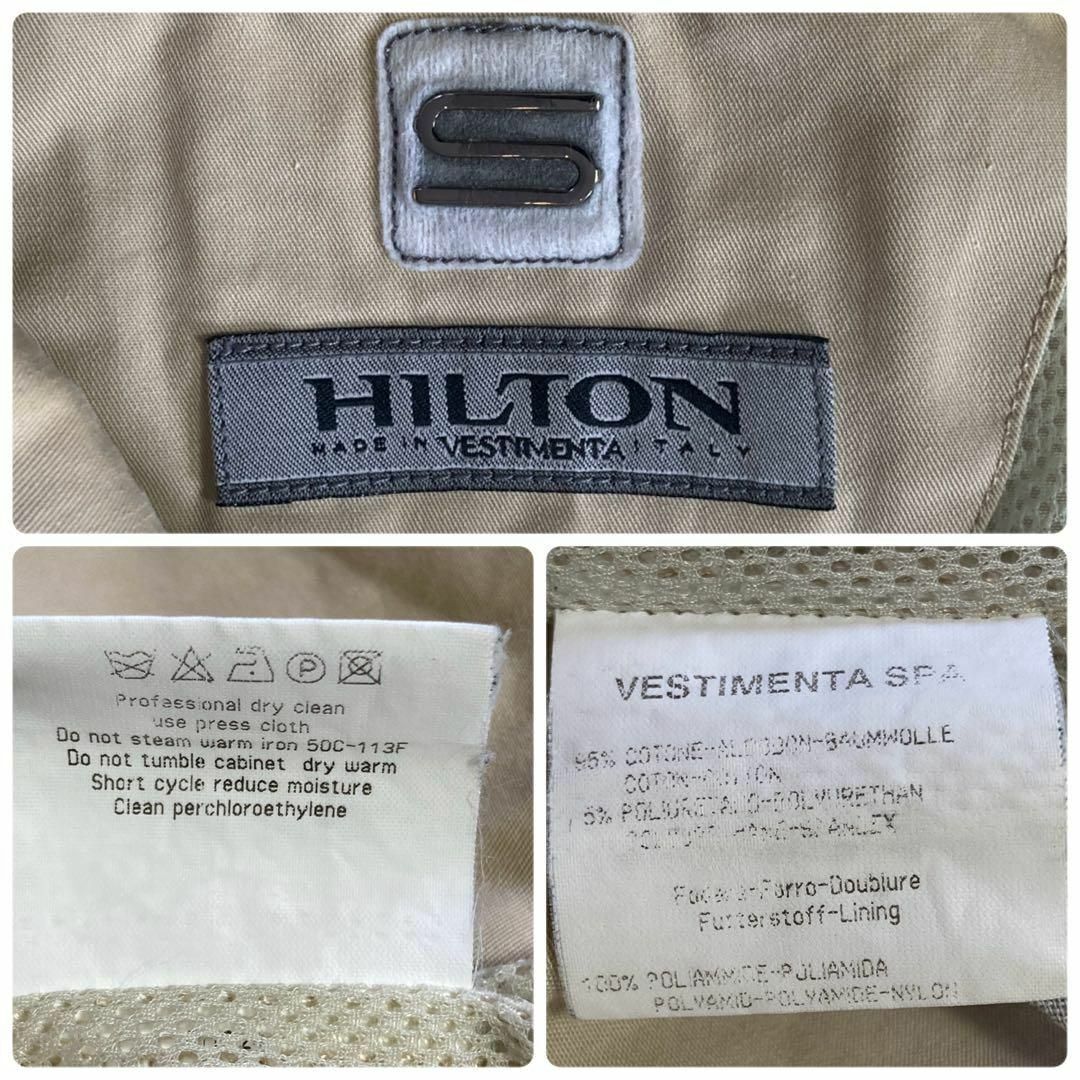 S
HILTON
MADE IN VESTIMENTA ITALY
P
Professional dry clean
use press cloth
Do not steam warm iron 50C-113F
Do not tumble cabinet dry warm
Short cycle reduce moisture
Clean perchloroethylene
VESTIMENTA SPA
95% COTONE-ALGODON-BAUMWOLLE
COTON-COTTON
5% POLIURETANO-POLYURETHAN
POLYURETHANE-SPANDEX
Fodera-Forro-Doublure
Futterstoff-Lining
100% POLIAMMIDE-POLIAMIDA
POLYAMID-POLYAMIDE-NYLON